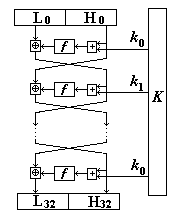 L0 H0
k0
⊕ f +
k1
⊕ f +
K
k0
⊕ f +
L32 H32